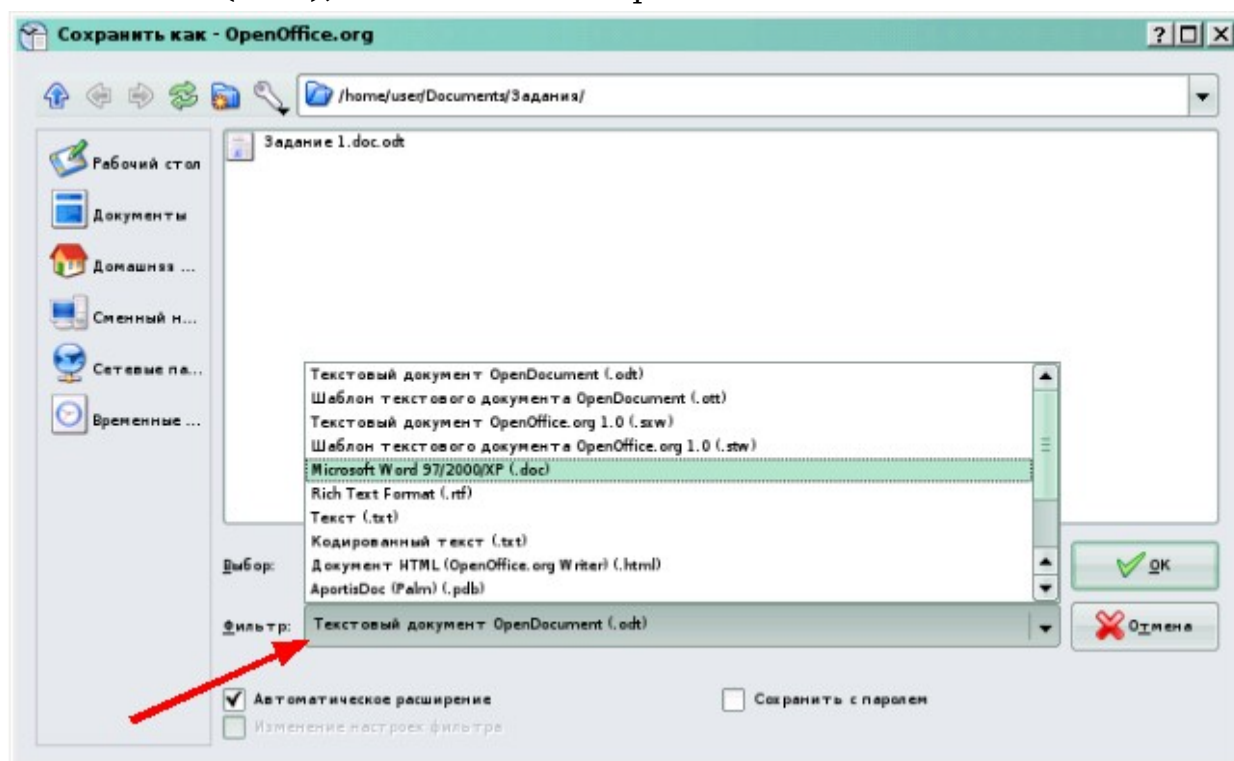 Сохранить как - OpenOffice.org
/home/user/Documents/Задания/
Рабочий стол
Документы
Домашняя ...
Сменный н...
Сетевые па...
Временные ...
Задание 1.doc.odt
Текстовый документ OpenDocument (.odt)
Шаблон текстового документа OpenDocument (.ott)
Текстовый документ OpenOffice.org 1.0 (.sxw)
Шаблон текстового документа OpenOffice.org 1.0 (.stw)
Microsoft Word 97/2000/XP (.doc)
Rich Text Format (.rtf)
Текст (.txt)
Кодированный текст (.txt)
Документ HTML (OpenOffice.org Writer) (.html)
AportisDoc (Palm) (.pdb)
Выбор:
OK
Фильтр: Текстовый документ OpenDocument (.odt)
Отмена
Автоматическое расширение
Сохранить с паролем
Изменение настроек фильтра